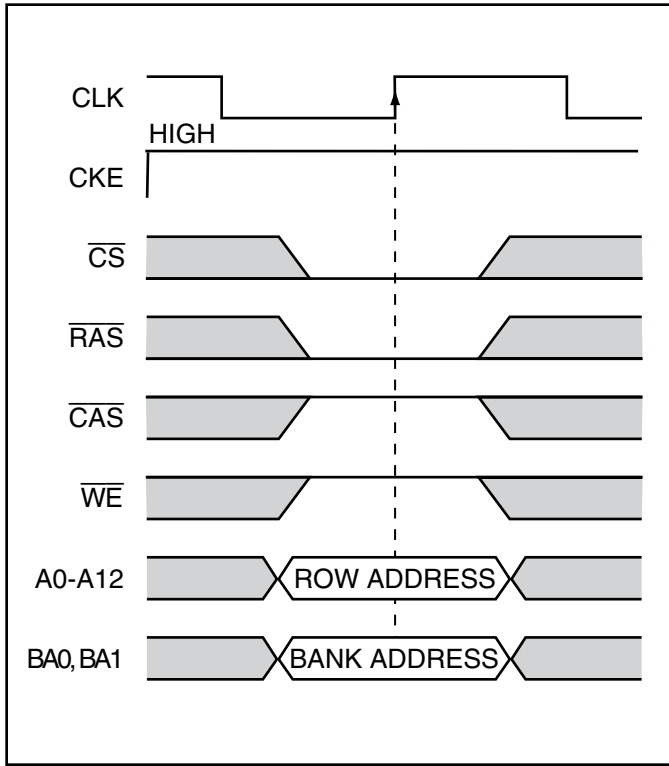 CLK
HIGH
CKE
CS
RAS
CAS
WE
A0-A12 ROW ADDRESS
BA0, BA1 BANK ADDRESS